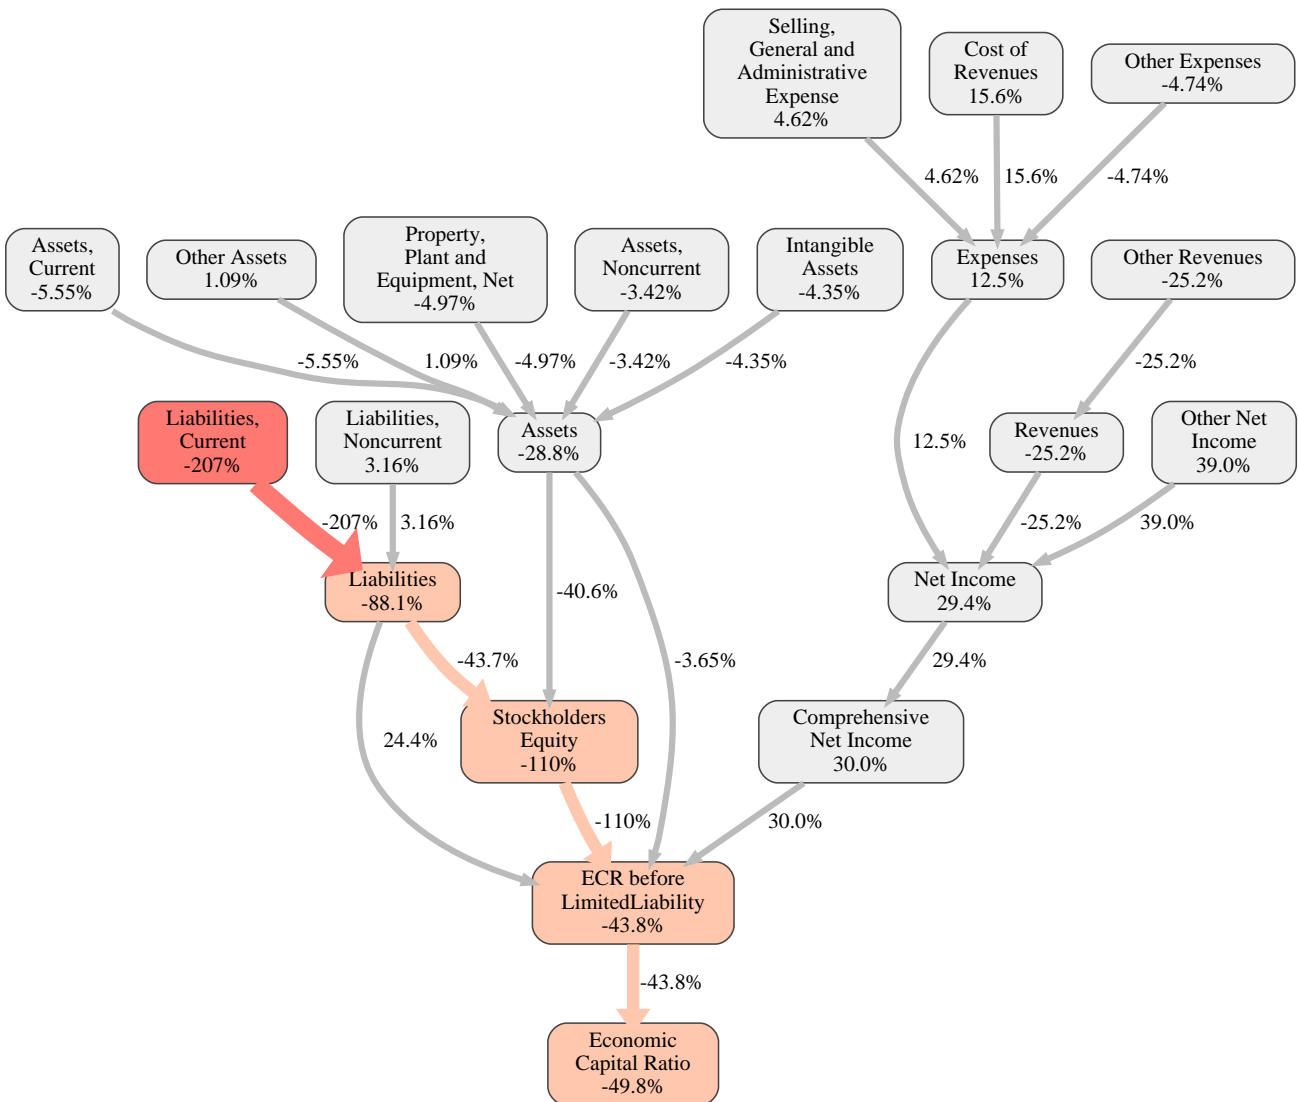 Selling,
General and
Administrative
Expense
4.62%
Cost of
Revenues
15.6%
Other Expenses
-4.74%
4.62%
15.6%
-4.74%
Assets,
Current
-5.55%
Other Assets
1.09%
Property,
Plant and
Equipment, Net
-4.97%
Assets,
Noncurrent
-3.42%
Intangible
Assets
-4.35%
Expenses
12.5%
Other Revenues
-25.2%
-5.55%
1.09%
-4.97%
-3.42%
-4.35%
-25.2%
Liabilities,
Current
-207%
Liabilities,
Noncurrent
3.16%
Assets
-28.8%
12.5%
Revenues
-25.2%
Other Net
Income
39.0%
-207%
3.16%
-25.2%
39.0%
Liabilities
-88.1%
-40.6%
Net Income
29.4%
-43.7%
-3.65%
29.4%
Stockholders
Equity
-110%
Comprehensive
Net Income
30.0%
24.4%
-110%
30.0%
ECR before
LimitedLiability
-43.8%
-43.8%
Economic
Capital Ratio
-49.8%